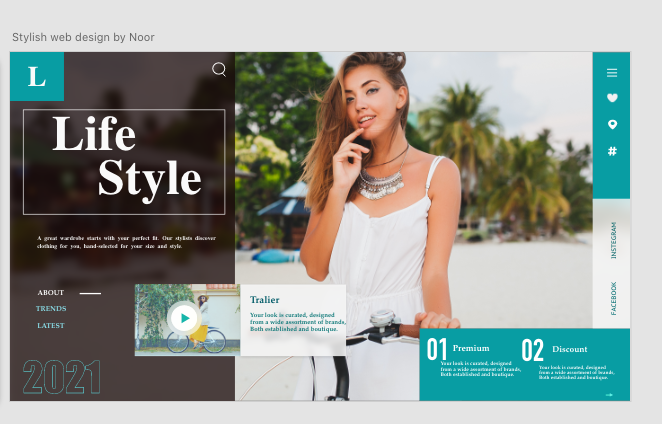 Stylish web design by Noor
L
Life
Style
A great wardrobe starts with your perfect fit. Our stylists discover
clothing for you, hand-selected for your size and style.
ABOUT
TRENDS
LATEST
2021
Tralier
Your look is curated, designed
from a wide assortment of brands,
Both established and boutique.
01 Premium
Your look is curated, designed
from a wide assortment of brands,
Both established and boutique.
02 Discount
Your look is curated, designed
from a wide assortment of brands,
Both established and boutique.
#
INSTEGRAM
FACEBOOK